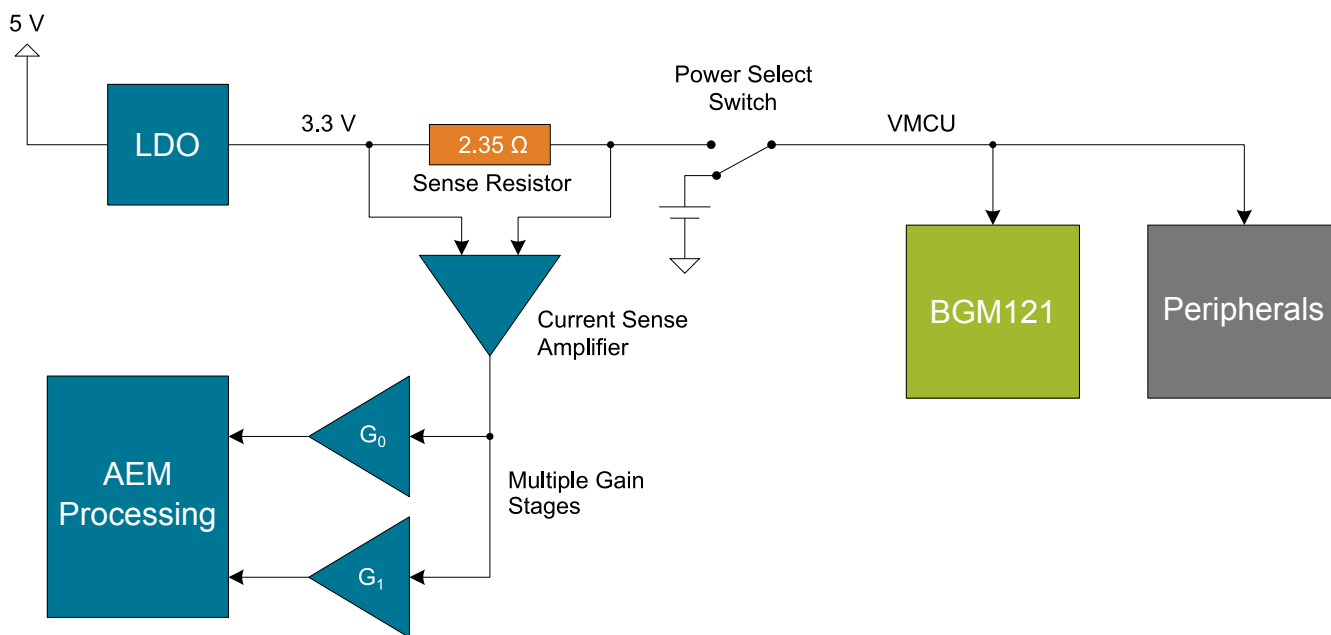 5 V
Power Select
Switch
LDO
3.3 V
2.35 Ω
VMCU
Sense Resistor
BGM121
Peripherals
Current Sense
Amplifier
AEM
Processing
G₀
Multiple Gain
Stages
G₁